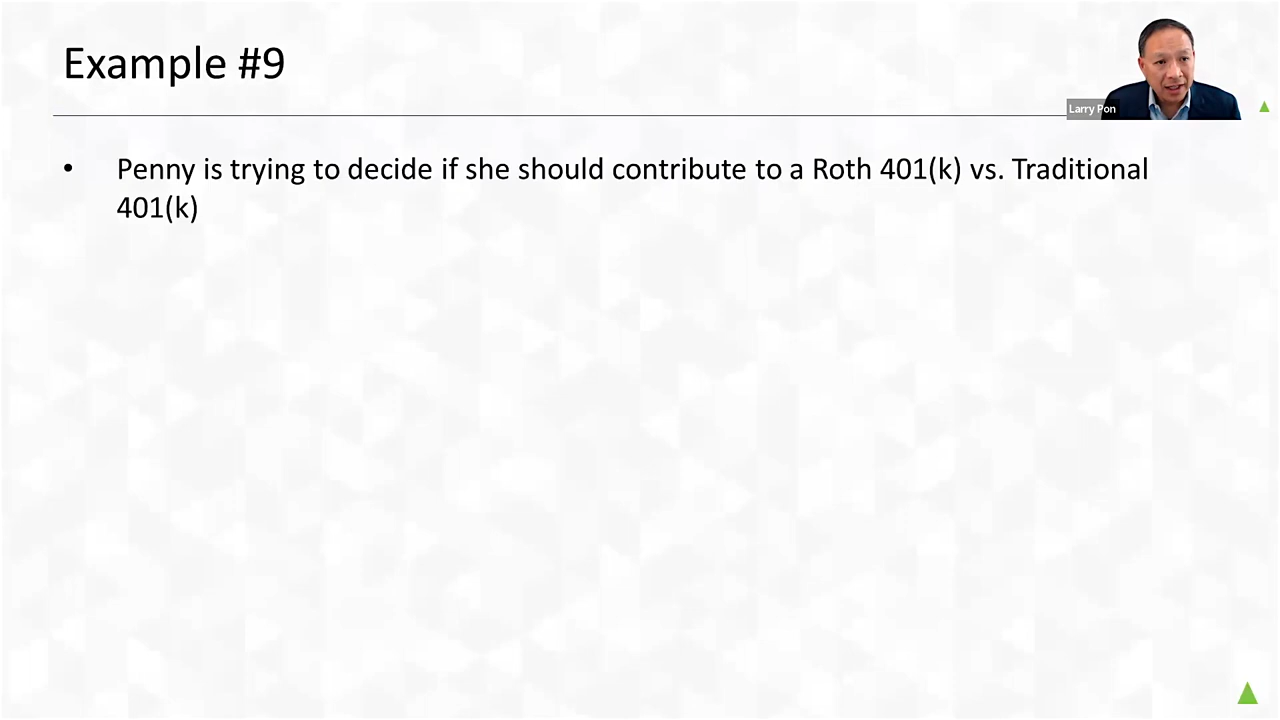 Example #9
Larry Pon
• Penny is trying to decide if she should contribute to a Roth 401(k) vs. Traditional
401(k)